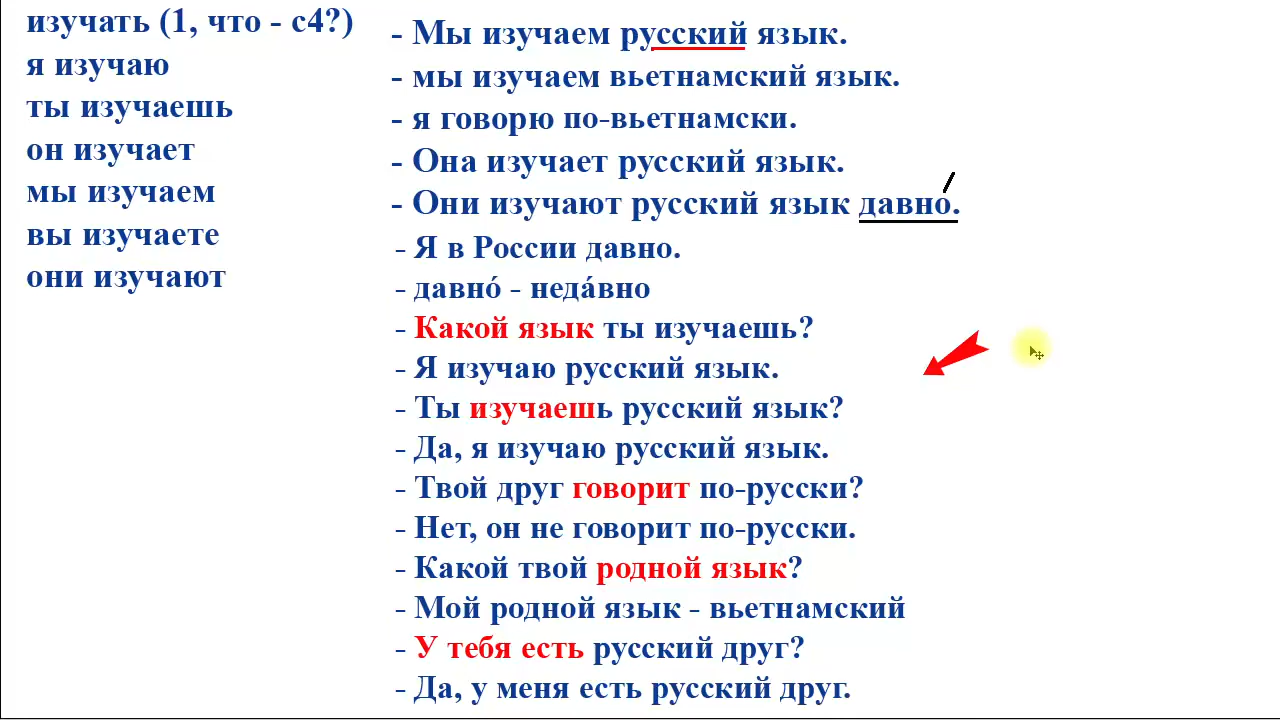 изучать (1, что - с4?)
я изучаю
ты изучаешь
он изучает
мы изучаем
вы изучаете
они изучают
- Мы изучаем русский язык.
- мы изучаем вьетнамский язык.
- я говорю по-вьетнамски.
- Она изучает русский язык.
- Они изучают русский язык давно.
- Я в России давно.
- давно́ - неда́вно
- Какой язык ты изучаешь?
- Я изучаю русский язык.
- Ты изучаешь русский язык?
- Да, я изучаю русский язык.
- Твой друг говорит по-русски?
- Нет, он не говорит по-русски.
- Какой твой родной язык?
- Мой родной язык - вьетнамский
- У тебя есть русский друг?
- Да, у меня есть русский друг.